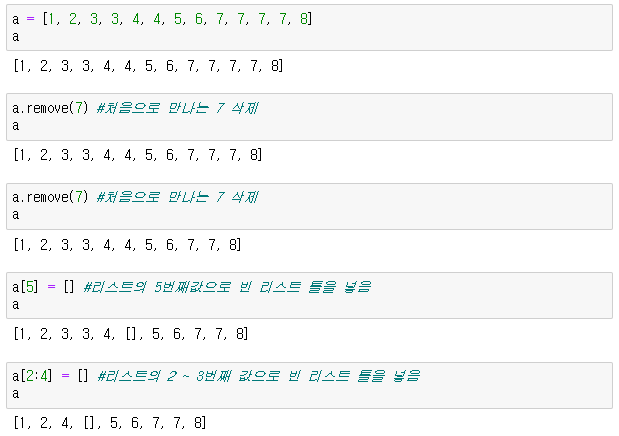 a = [1, 2, 3, 3, 4, 4, 5, 6, 7, 7, 7, 7, 8]
a
[1, 2, 3, 3, 4, 4, 5, 6, 7, 7, 7, 7, 8]
a.remove(7) #처음으로 만나는 7 삭제
a
[1, 2, 3, 3, 4, 4, 5, 6, 7, 7, 7, 8]
a.remove(7) #처음으로 만나는 7 삭제
a
[1, 2, 3, 3, 4, 4, 5, 6, 7, 7, 8]
a[5] = [] #리스트의 5번째값으로 빈 리스트 틀을 넣음
a
[1, 2, 3, 3, 4, [], 5, 6, 7, 7, 8]
a[2:4] = [] #리스트의 2 ~ 3번째 값으로 빈 리스트 틀을 넣음
a
[1, 2, 4, [], 5, 6, 7, 7, 8]